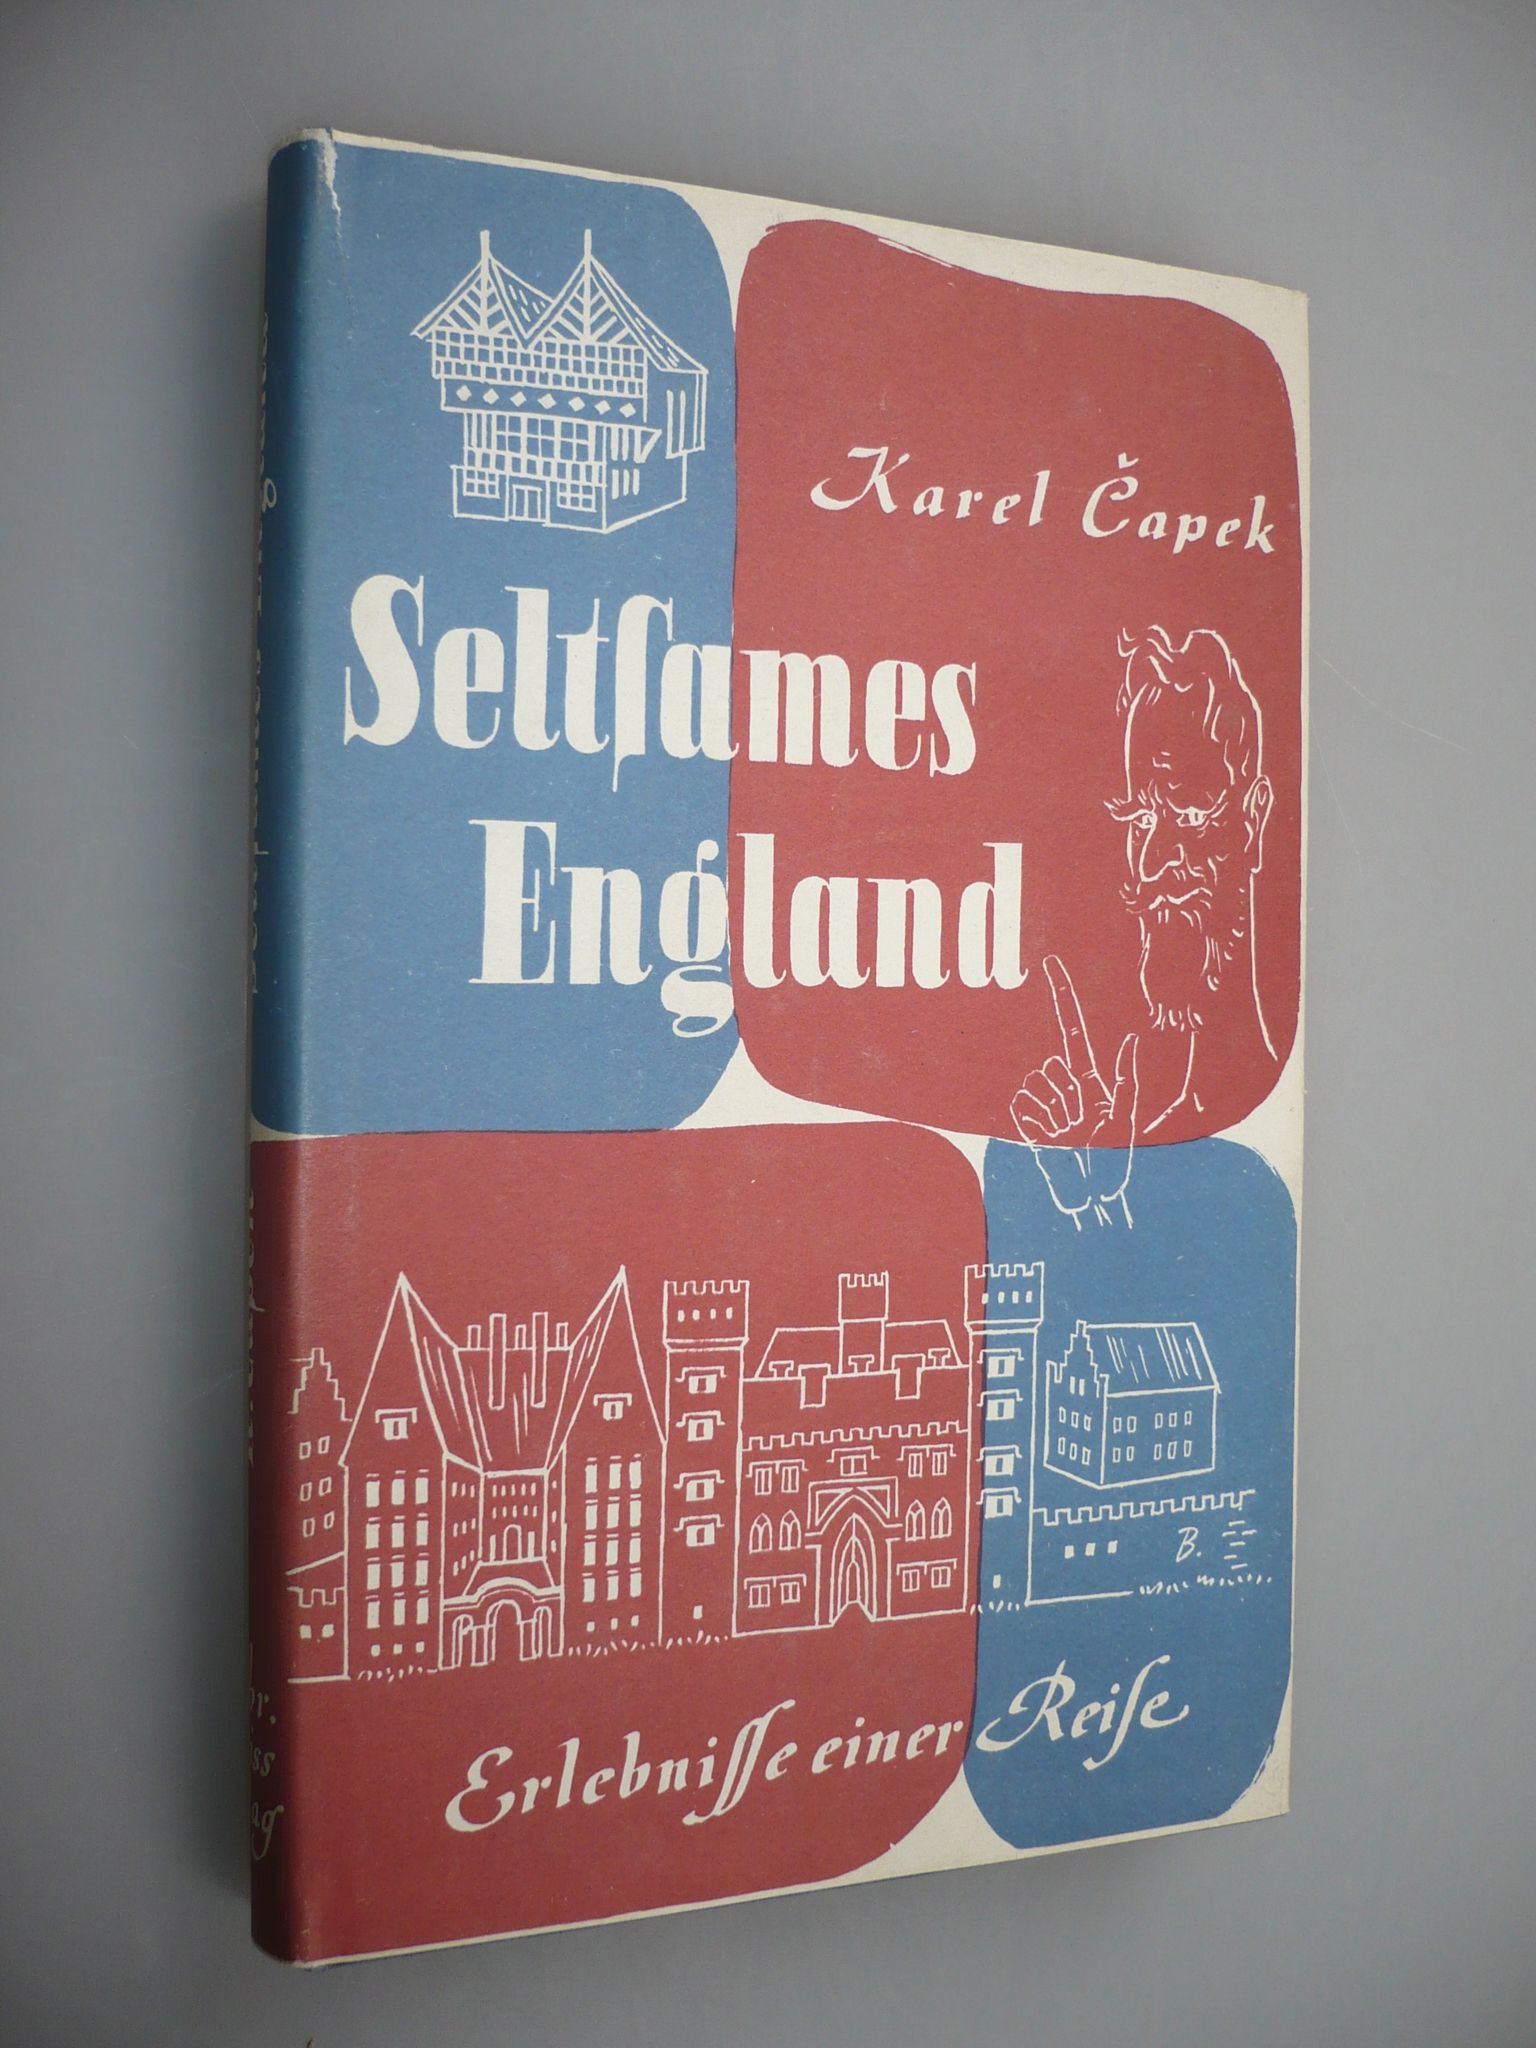 Karel Čapek
Seltſames
England
B.
Erlebniſſe einer Reiſe